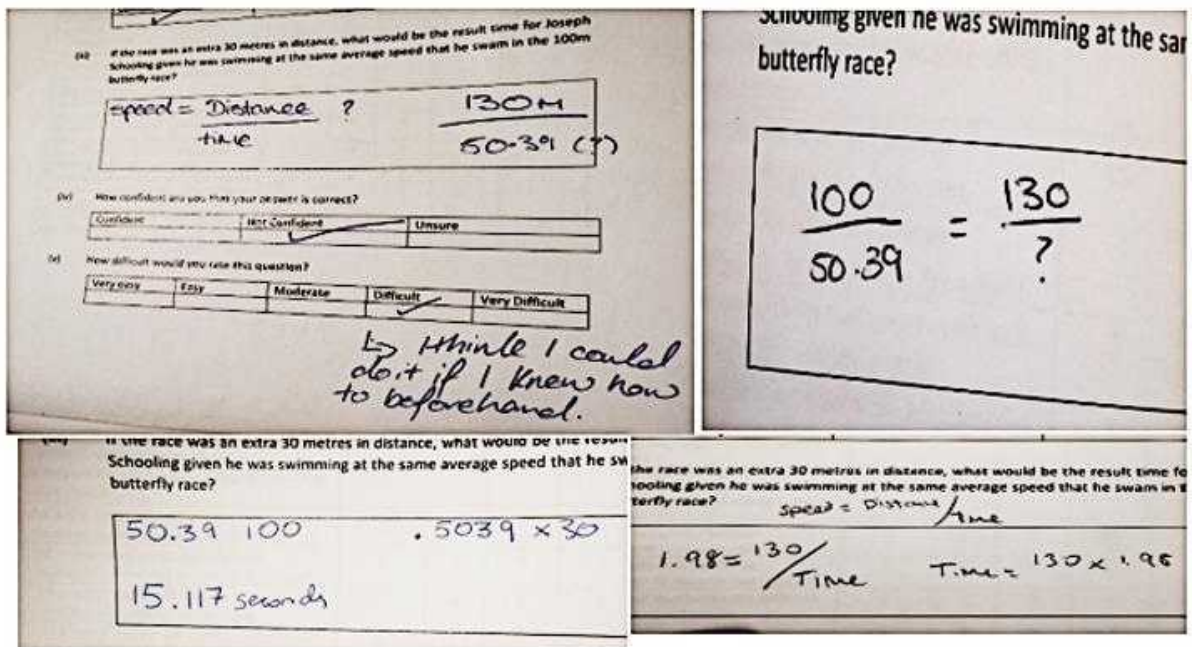 (iii) If the race was an extra 30 metres in distance, what would be the result time for Joseph
Schooling given he was swimming at the same average speed that he swam in the 100m
butterfly race?
speed = Distance ?
time
130M
50.39 (?)
(iv) How confident are you that your answer is correct?
Confident Not Confident Unsure
(v) How difficult would you rate this question?
Very easy Easy Moderate Difficult Very Difficult
↳ I think I could
do it if I knew how
to beforehand.
Schooling given he was swimming at the sar
butterfly race?
100 = 130
50.39 ?
If the race was an extra 30 metres in distance, what would be the result
Schooling given he was swimming at the same average speed that he sw
butterfly race?
50.39 100 .5039 x 30
15.117 seconds
the race was an extra 30 metres in distance, what would be the result time fo
ooling given he was swimming at the same average speed that he swam in t
terfly race?
Speed = Distance/time
1.98 = 130/Time Time = 130 x 1.98